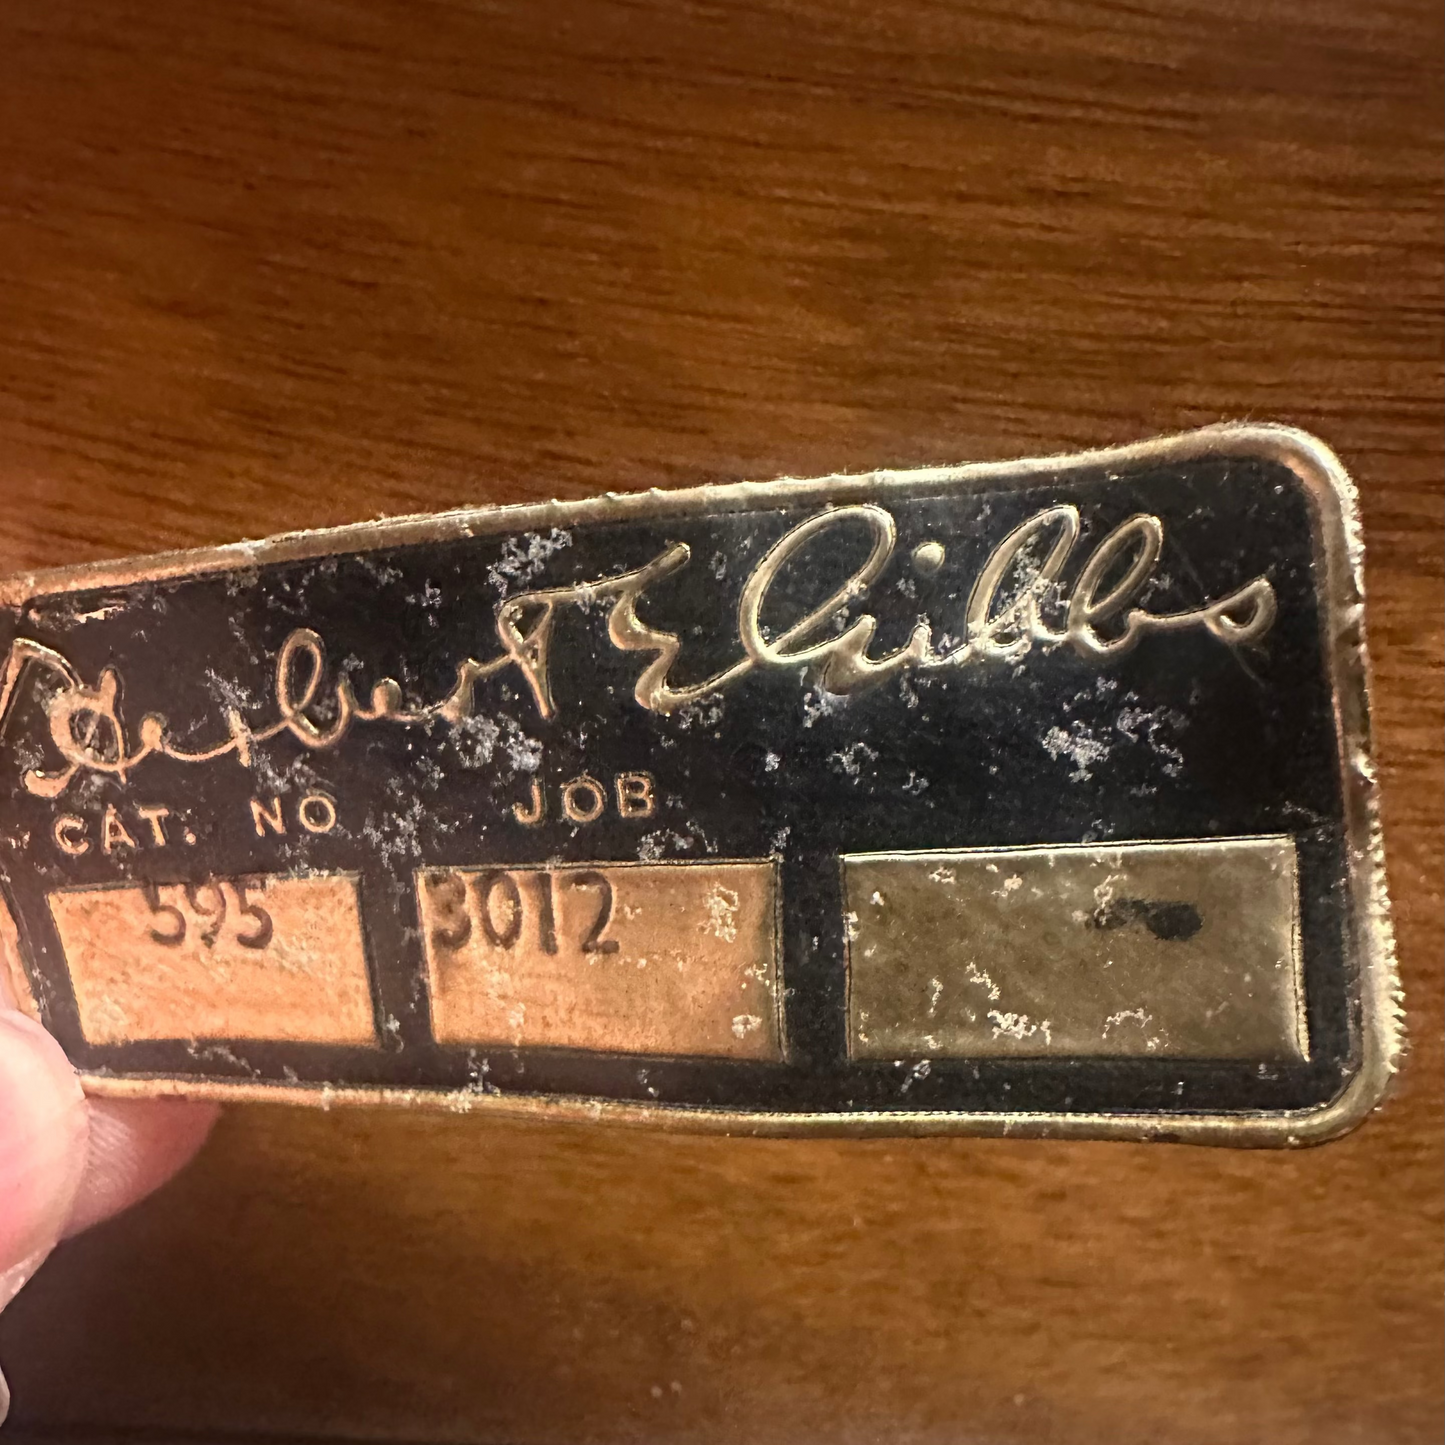 Herbert E Gibbs
CAT. NO JOB
595 3012